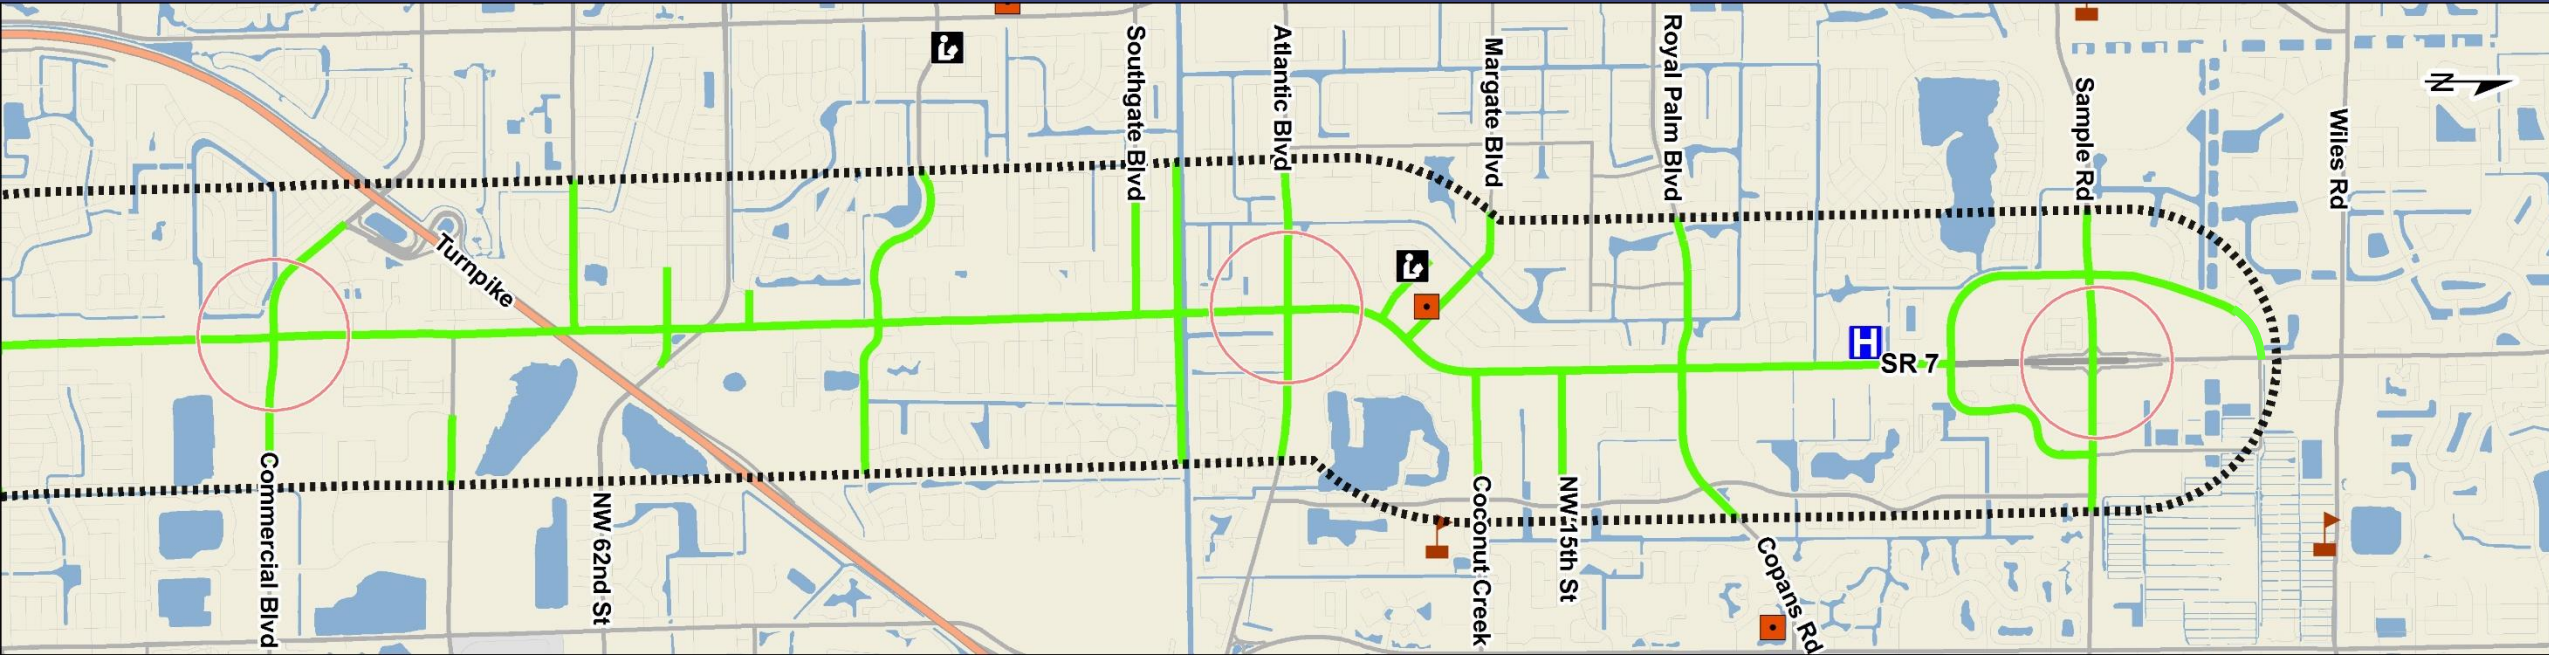 Southgate Blvd
Atlantic Blvd
Margate Blvd
Royal Palm Blvd
Sample Rd
Wiles Rd
N
Turnpike
H
SR 7
Commercial Blvd
NW 62nd St
Coconut Creek
NW 15th St
Copans Rd